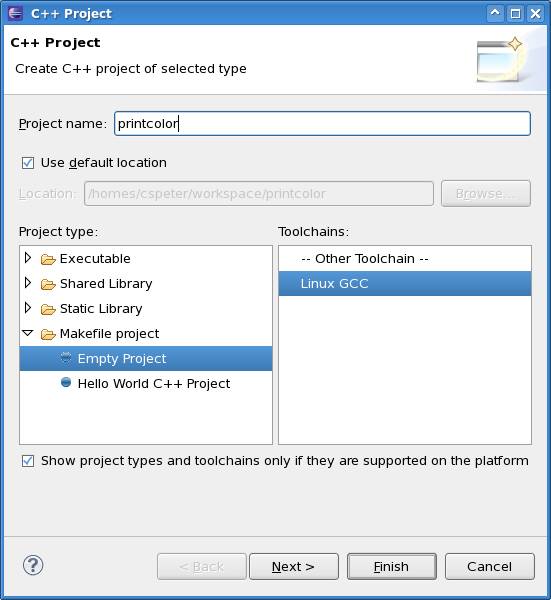 C++ Project
C++ Project
Create C++ project of selected type
Project name: printcolor
Use default location
Location: /homes/cspeter/workspace/printcolor Browse...
Project type: Toolchains:
Executable -- Other Toolchain --
Shared Library Linux GCC
Static Library
Makefile project
Empty Project
Hello World C++ Project
Show project types and toolchains only if they are supported on the platform
? < Back Next > Finish Cancel